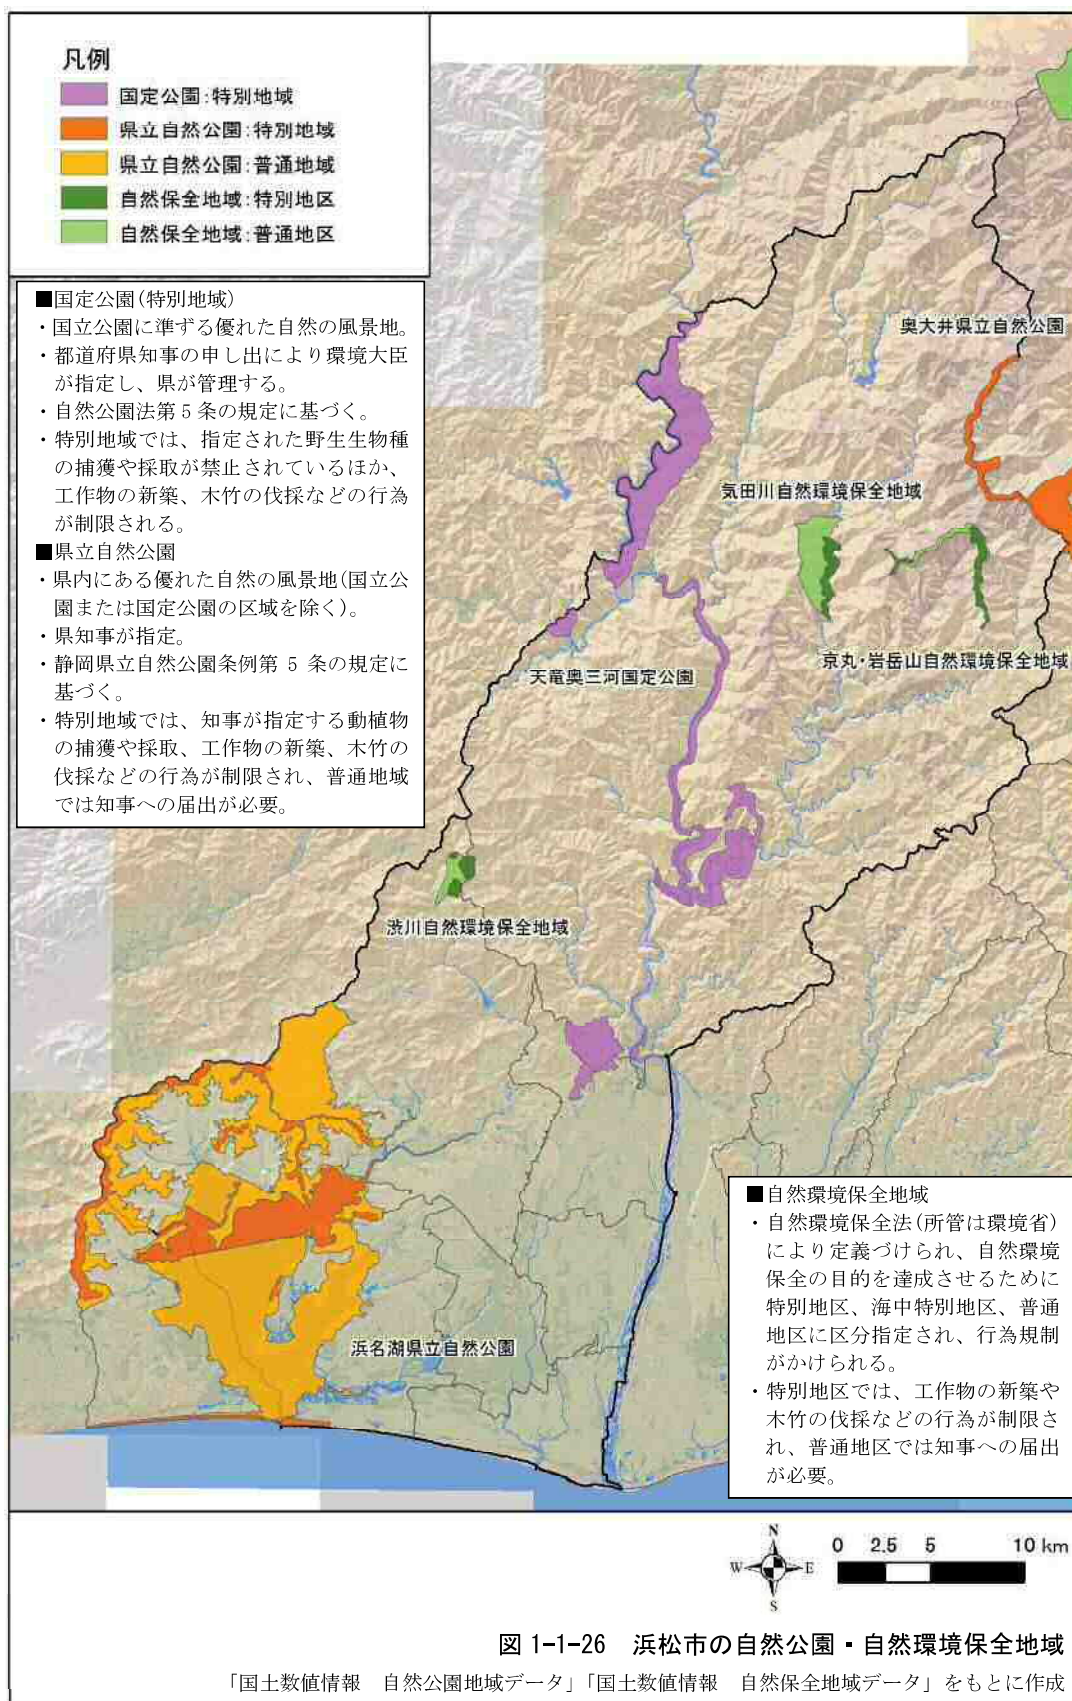 凡例
国定公園:特別地域
県立自然公園:特別地域
県立自然公園:普通地域
自然保全地域:特別地区
自然保全地域:普通地区
■国定公園(特別地域)
・国立公園に準ずる優れた自然の風景地。
・都道府県知事の申し出により環境大臣
が指定し、県が管理する。
・自然公園法第5条の規定に基づく。
・特別地域では、指定された野生生物種
の捕獲や採取が禁止されているほか、
工作物の新築、木竹の伐採などの行為
が制限される。
■県立自然公園
・県内にある優れた自然の風景地(国立公
園または国定公園の区域を除く)。
・県知事が指定。
・静岡県立自然公園条例第 5 条の規定に
基づく。
・特別地域では、知事が指定する動植物
の捕獲や採取、工作物の新築、木竹の
伐採などの行為が制限され、普通地域
では知事への届出が必要。
奥大井県立自然公園
気田川自然環境保全地域
京丸・岩岳山自然環境保全地域
天竜奥三河国定公園
渋川自然環境保全地域
浜名湖県立自然公園
■自然環境保全地域
・自然環境保全法(所管は環境省)
により定義づけられ、自然環境
保全の目的を達成させるために
特別地区、海中特別地区、普通
地区に区分指定され、行為規制
がかけられる。
・特別地区では、工作物の新築や
木竹の伐採などの行為が制限さ
れ、普通地区では知事への届出
が必要。
N
W E
S
0 2.5 5 10 km
図 1-1-26 浜松市の自然公園・自然環境保全地域
「国土数値情報 自然公園地域データ」「国土数値情報 自然保全地域データ」をもとに作成